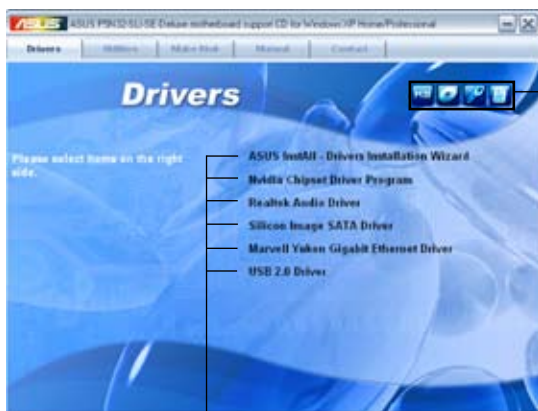 ASUS ASUS P5N32-SLI-SE Deluxe motherboard support CD for Windows XP Home/Professional
Drivers Utilities Make Disk Manual Contact
Drivers
Please select items on the right side.
ASUS InstAll - Drivers Installation Wizard
Nvidia Chipset Driver Program
Realtek Audio Driver
Silicon Image SATA Driver
Marvell Yukon Gigabit Ethernet Driver
USB 2.0 Driver